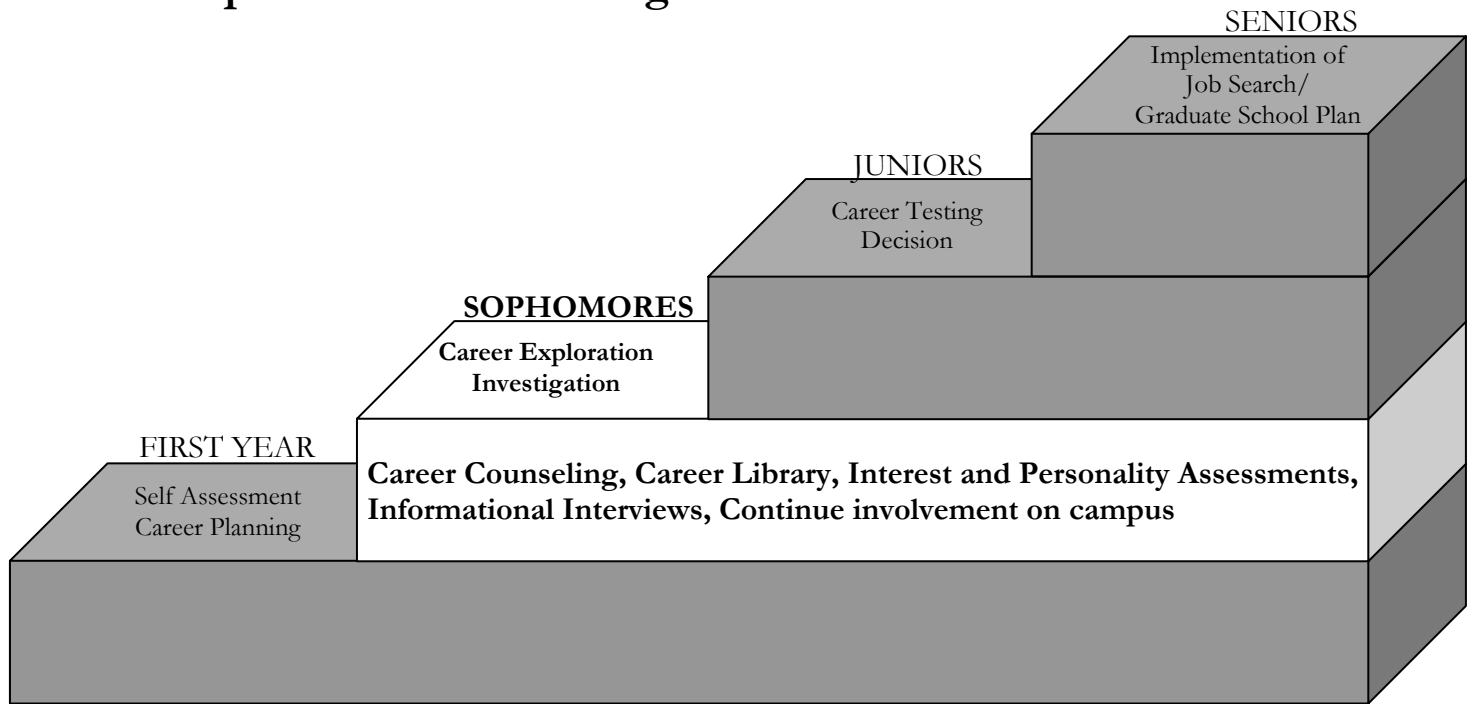 SENIORS
Implementation of
Job Search/
Graduate School Plan
JUNIORS
Career Testing
Decision
SOPHOMORES
Career Exploration
Investigation
FIRST YEAR
Self Assessment
Career Planning
Career Counseling, Career Library, Interest and Personality Assessments,
Informational Interviews, Continue involvement on campus